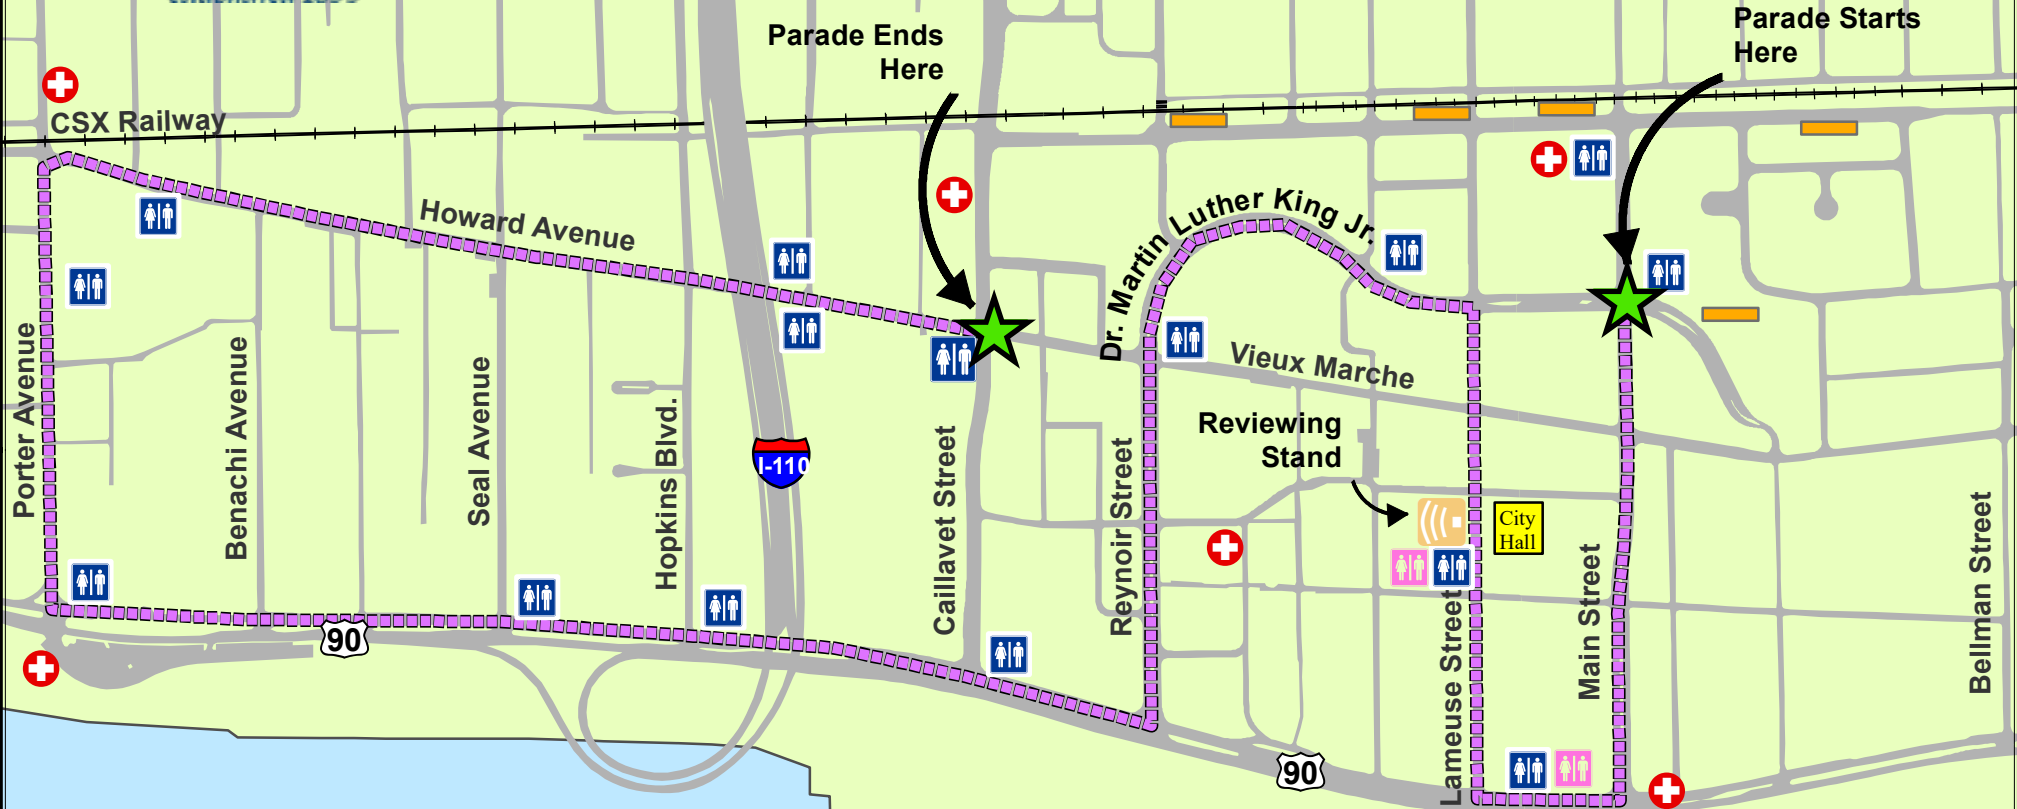 Parade Starts
Here
Parade Ends
Here
CSX Railway
Howard Avenue
Dr. Martin Luther King Jr.
Vieux Marche
Reviewing
Stand
Porter Avenue
Benachi Avenue
Seal Avenue
Hopkins Blvd.
I-110
Caillavet Street
Reynoir Street
City
Hall
Lameuse Street
Main Street
Bellman Street
90
90